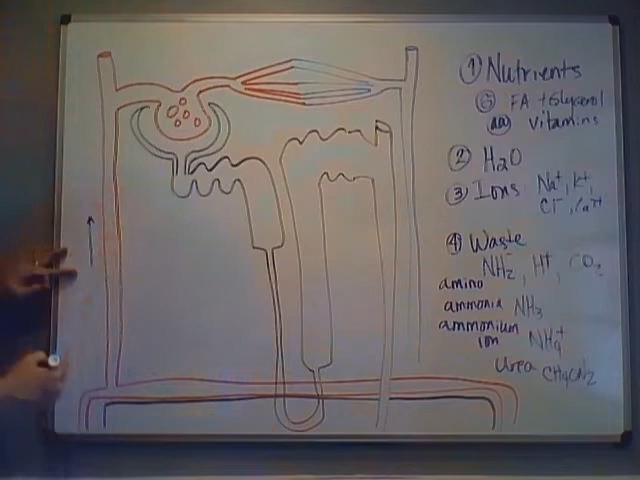 ① Nutrients
G FA + Glycerol
aa Vitamins
② H₂O
③ Ions Na⁺, K⁺,
Cl⁻, Ca²⁺
④ Waste
NH₂⁻, H⁺, CO₂
amino
ammonia NH₃
ammonium NH₄⁺
ion
Urea